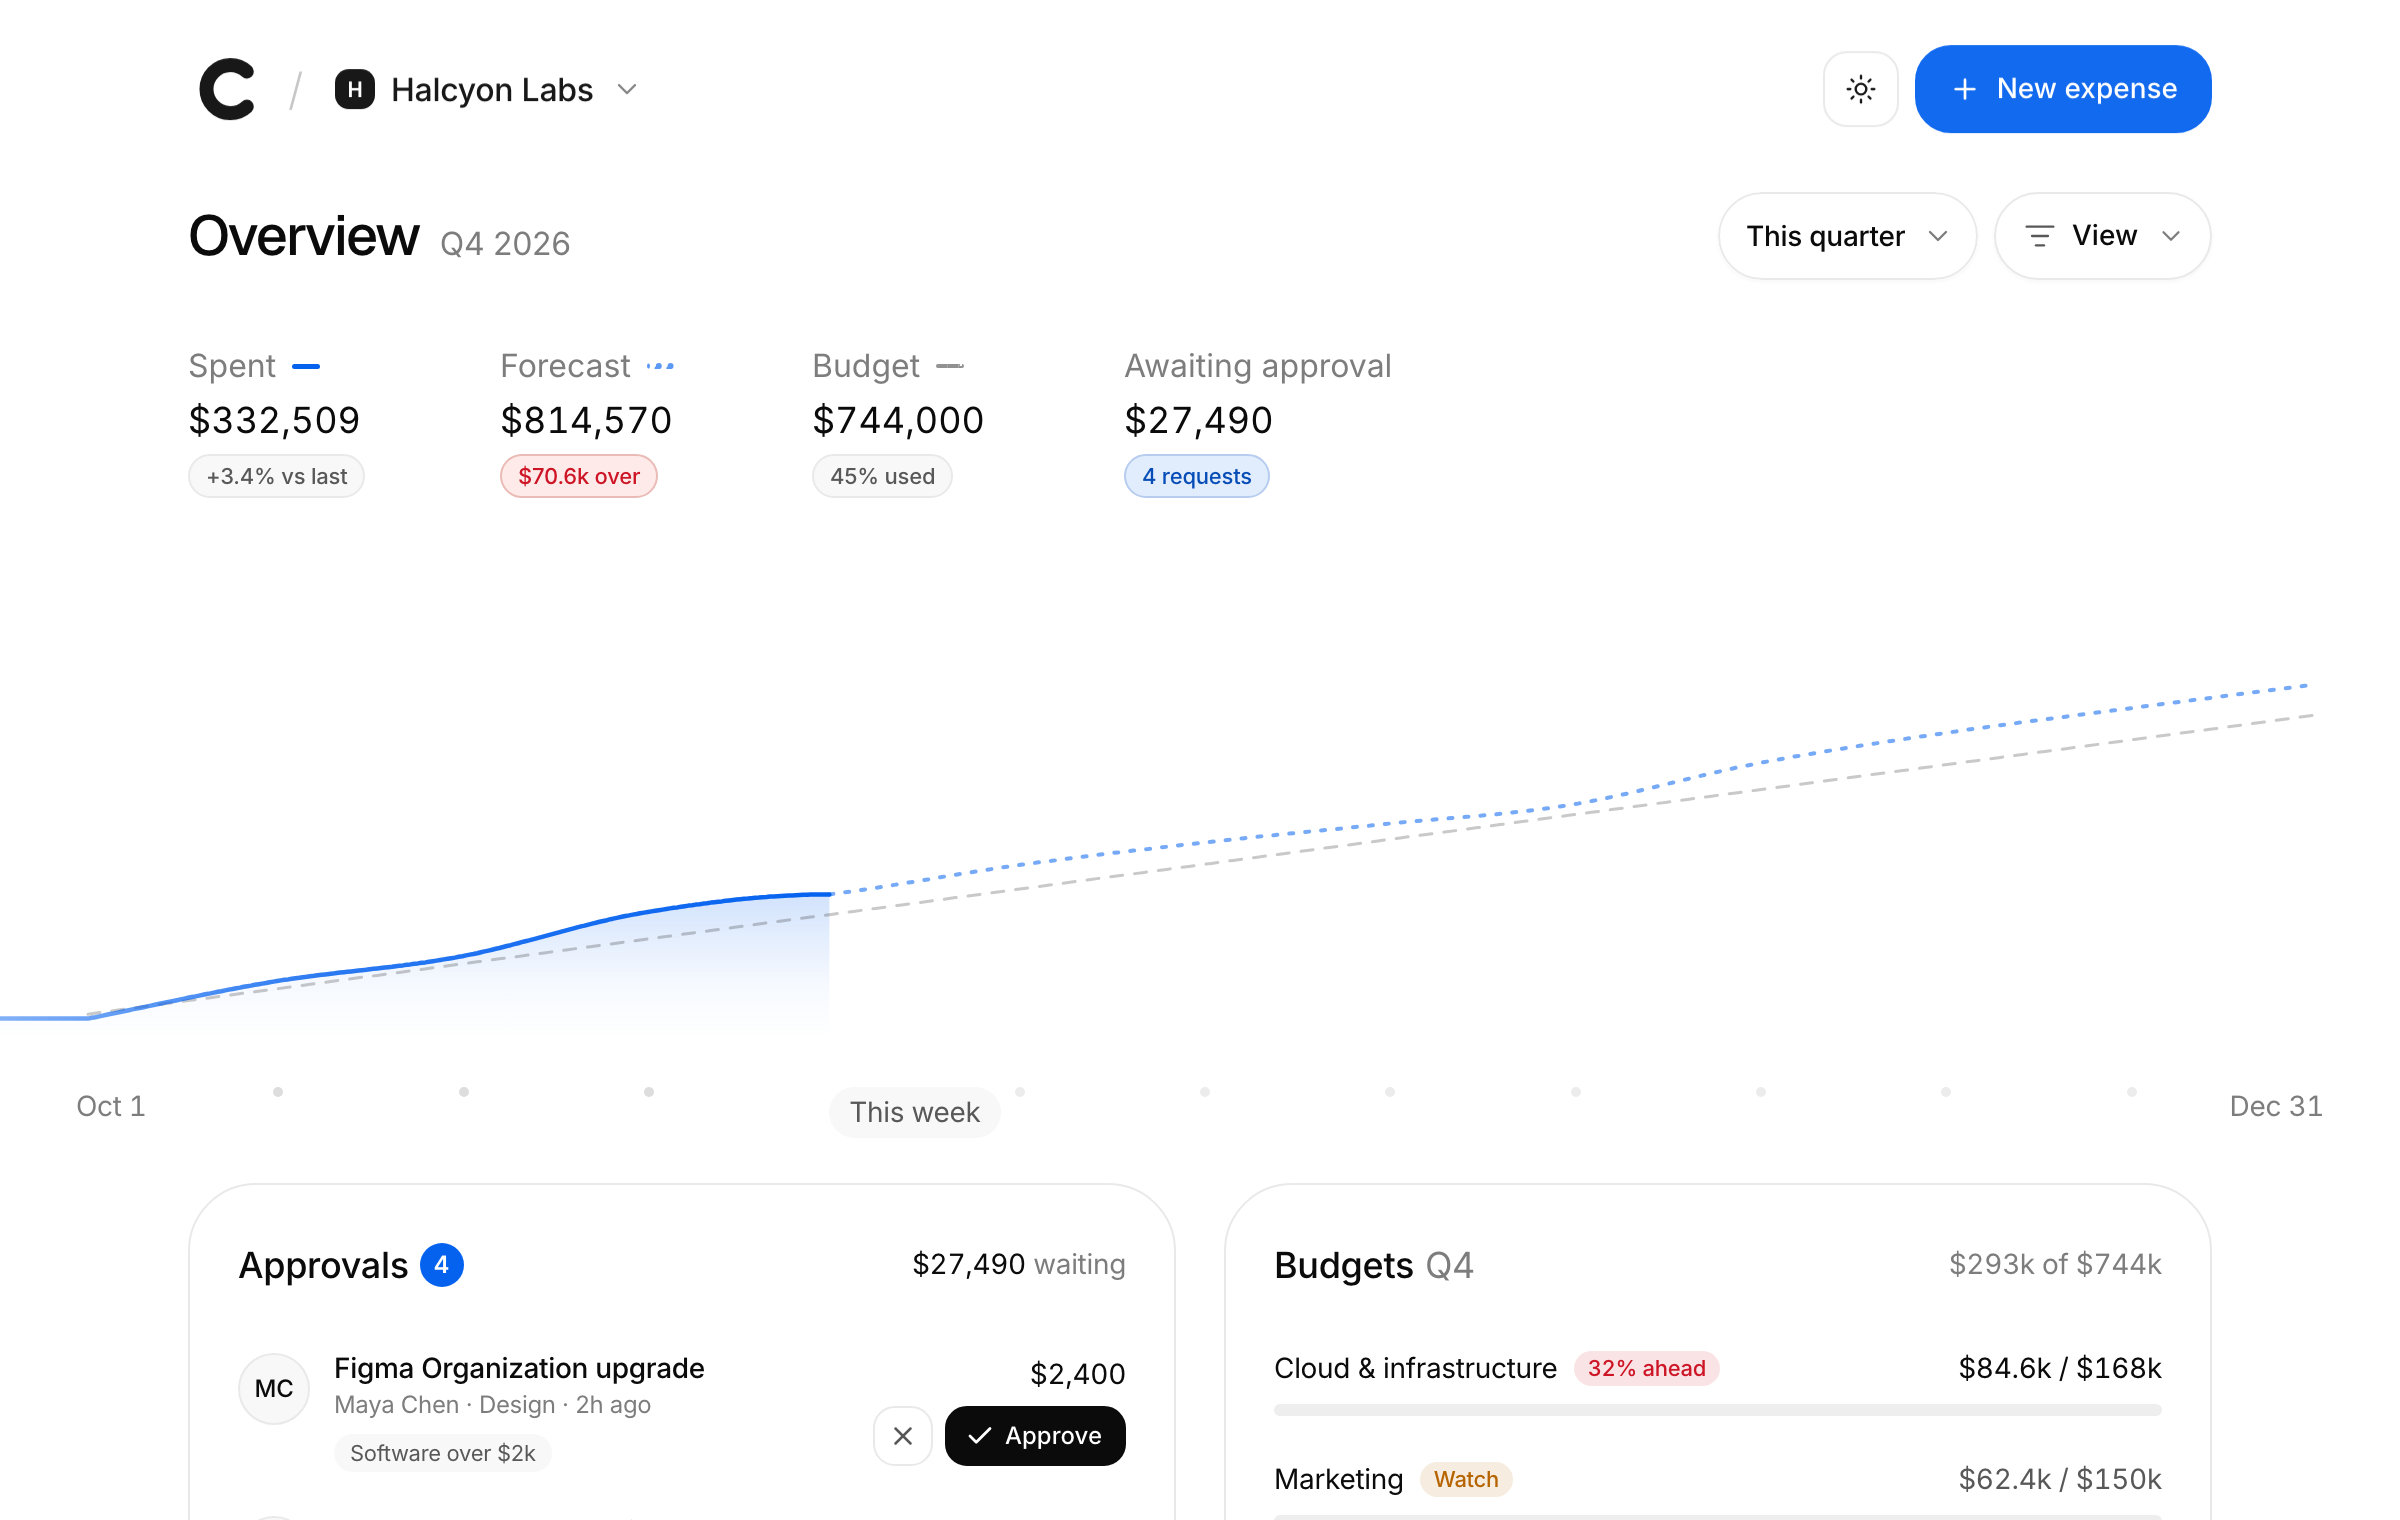 C / H Halcyon Labs
New expense
Overview Q4 2026
This quarter
View
Spent
$332,509
+3.4% vs last
Forecast
$814,570
$70.6k over
Budget
$744,000
45% used
Awaiting approval
$27,490
4 requests
Oct 1
This week
Dec 31
Approvals 4
$27,490 waiting
MC
Figma Organization upgrade
Maya Chen · Design · 2h ago
Software over $2k
$2,400
Approve
Budgets Q4
$293k of $744k
Cloud & infrastructure 32% ahead
$84.6k / $168k
Marketing Watch
$62.4k / $150k